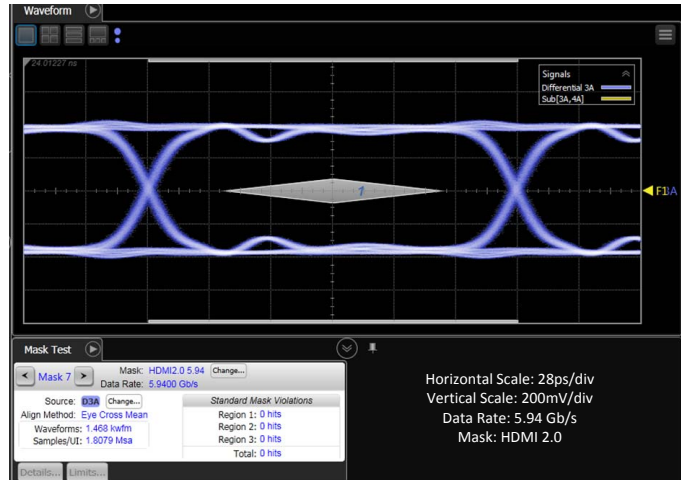 Waveform
24.01227 ns
Signals
Differential 3A
Sub[3A,4A]
1
F1
3A
Mask Test
Mask 7
Mask: HDMI2.0 5.94 Change...
Data Rate: 5.9400 Gb/s
Source: D3A Change...
Align Method: Eye Cross Mean
Waveforms: 1.468 kwfm
Samples/UI: 1.8079 Msa
Standard Mask Violations
Region 1: 0 hits
Region 2: 0 hits
Region 3: 0 hits
Total: 0 hits
Details... Limits...
Horizontal Scale: 28ps/div
Vertical Scale: 200mV/div
Data Rate: 5.94 Gb/s
Mask: HDMI 2.0